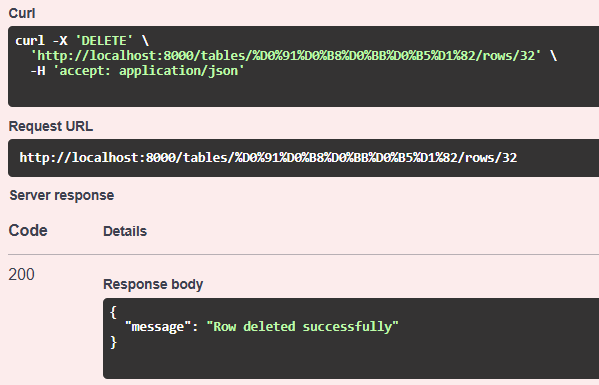 Curl
curl -X 'DELETE' \
'http://localhost:8000/tables/%D0%91%D0%B8%D0%BB%D0%B5%D1%82/rows/32' \
-H 'accept: application/json'
Request URL
http://localhost:8000/tables/%D0%91%D0%B8%D0%BB%D0%B5%D1%82/rows/32
Server response
Code Details
200
Response body
{
"message": "Row deleted successfully"
}